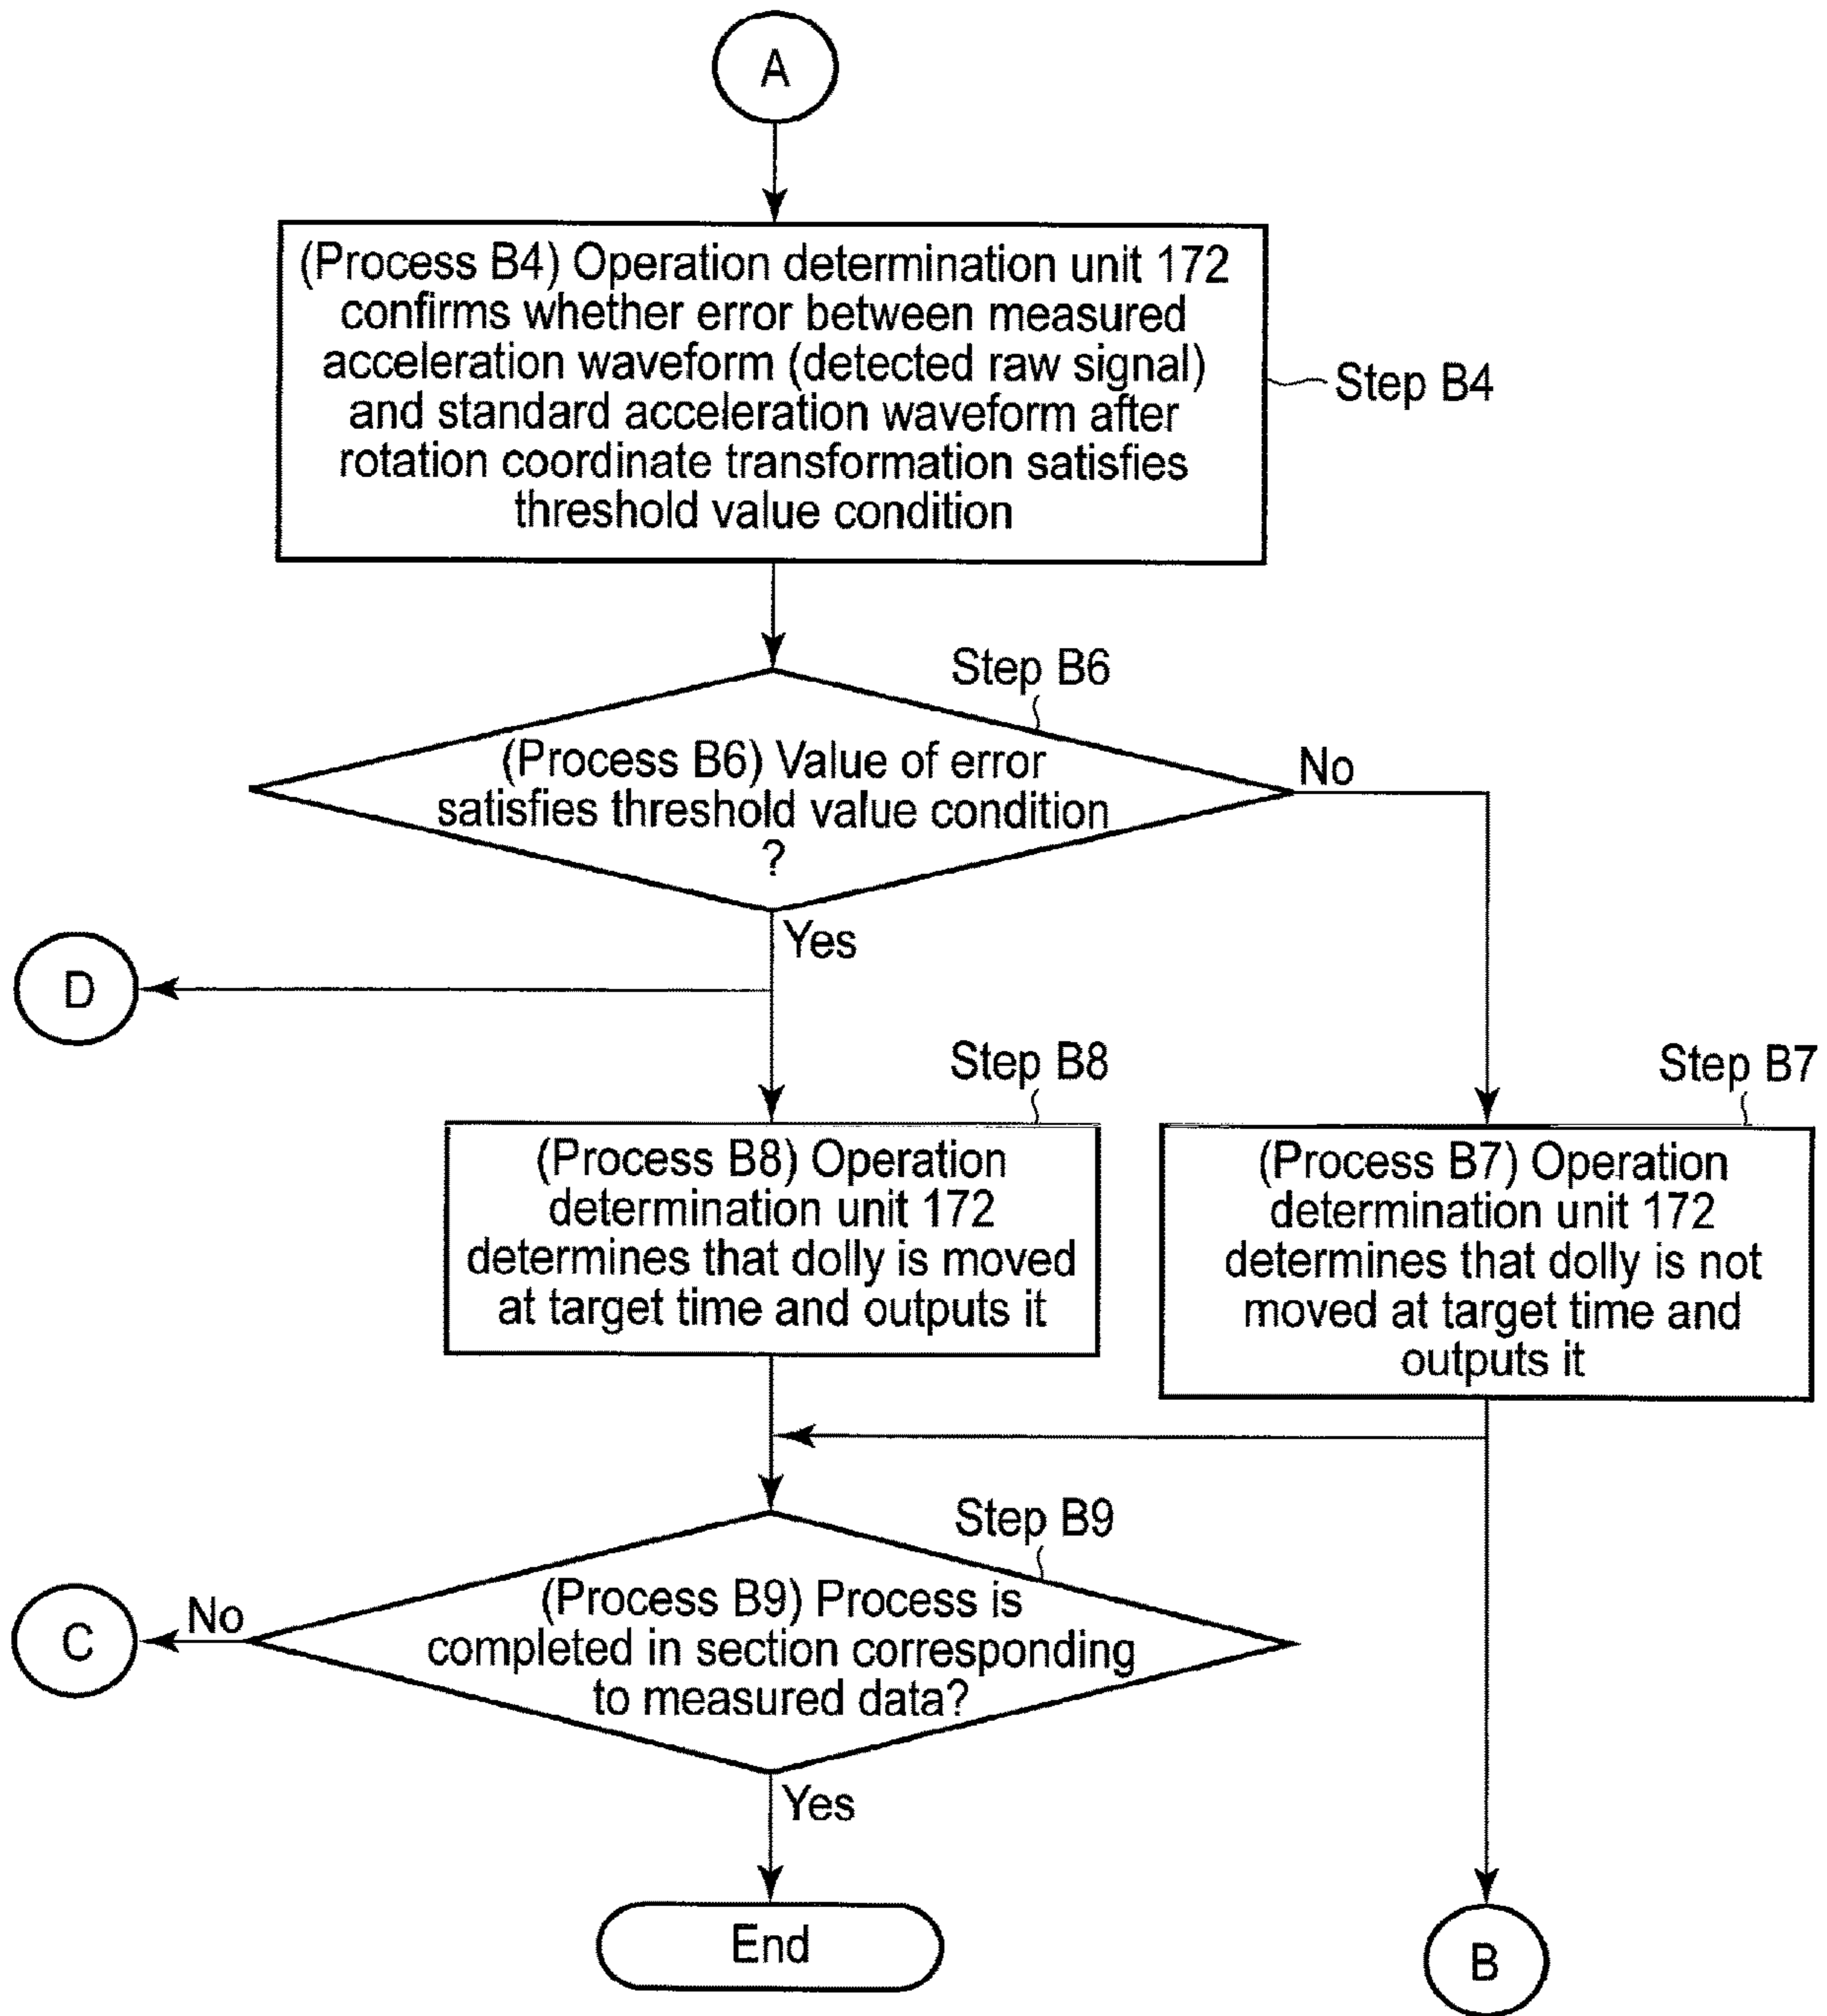 A
(Process B4) Operation determination unit 172
confirms whether error between measured
acceleration waveform (detected raw signal)
and standard acceleration waveform after
rotation coordinate transformation satisfies
threshold value condition
Step B4
Step B6
(Process B6) Value of error
satisfies threshold value condition
?
No
Yes
D
Step B8
(Process B8) Operation
determination unit 172
determines that dolly is moved
at target time and outputs it
Step B7
(Process B7) Operation
determination unit 172
determines that dolly is not
moved at target time and
outputs it
Step B9
(Process B9) Process is
completed in section corresponding
to measured data?
No
C
Yes
End
B